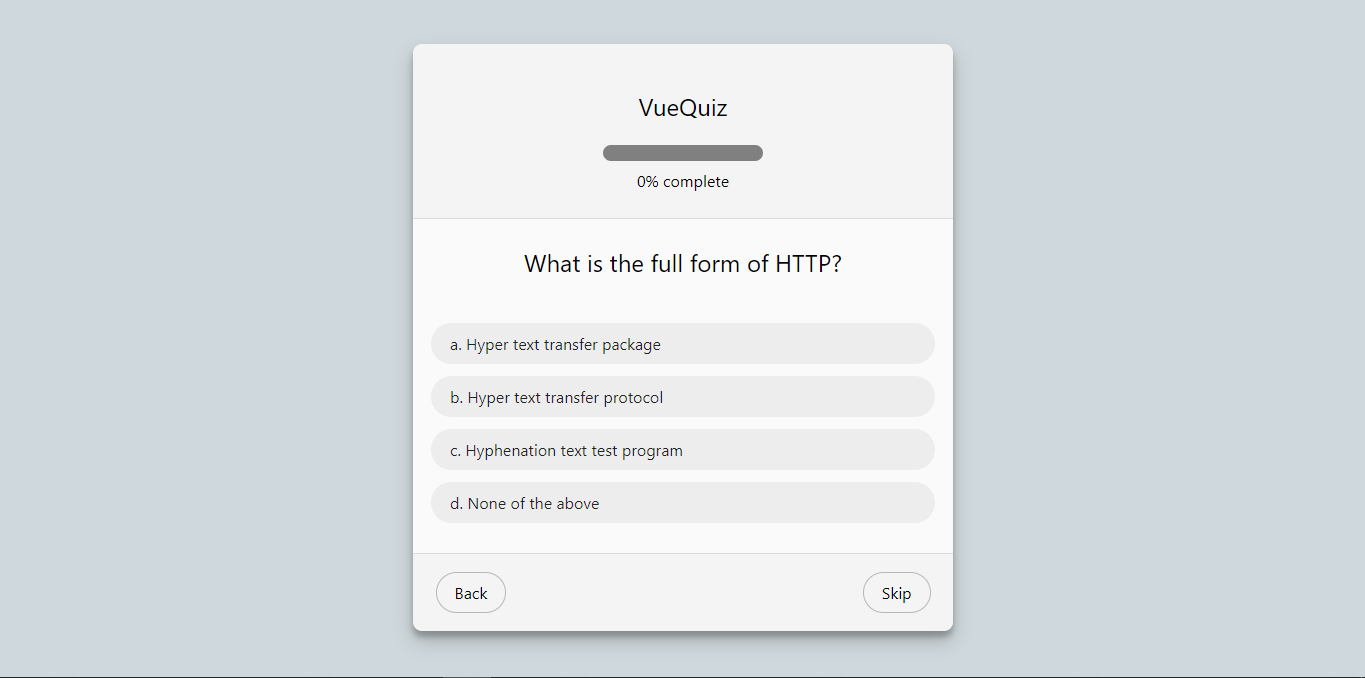 VueQuiz
0% complete
What is the full form of HTTP?
a. Hyper text transfer package
b. Hyper text transfer protocol
c. Hyphenation text test program
d. None of the above
Back
Skip